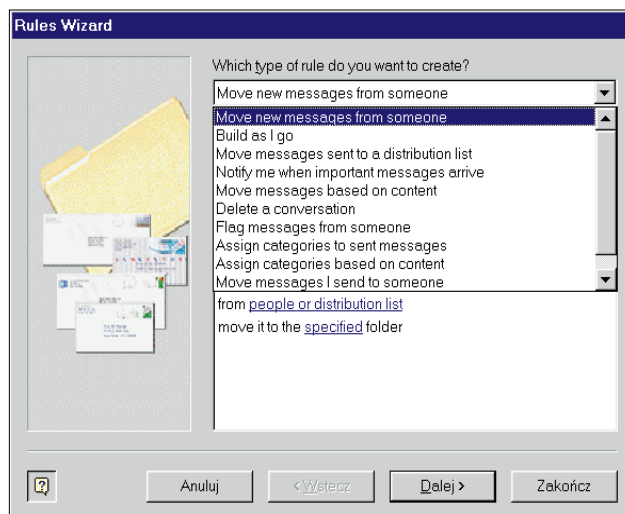 Rules Wizard
Which type of rule do you want to create?
Move new messages from someone
Move new messages from someone
Build as I go
Move messages sent to a distribution list
Notify me when important messages arrive
Move messages based on content
Delete a conversation
Flag messages from someone
Assign categories to sent messages
Assign categories based on content
Move messages I send to someone
from people or distribution list
move it to the specified folder
Anuluj
< Wstecz
Dalej >
Zakończ